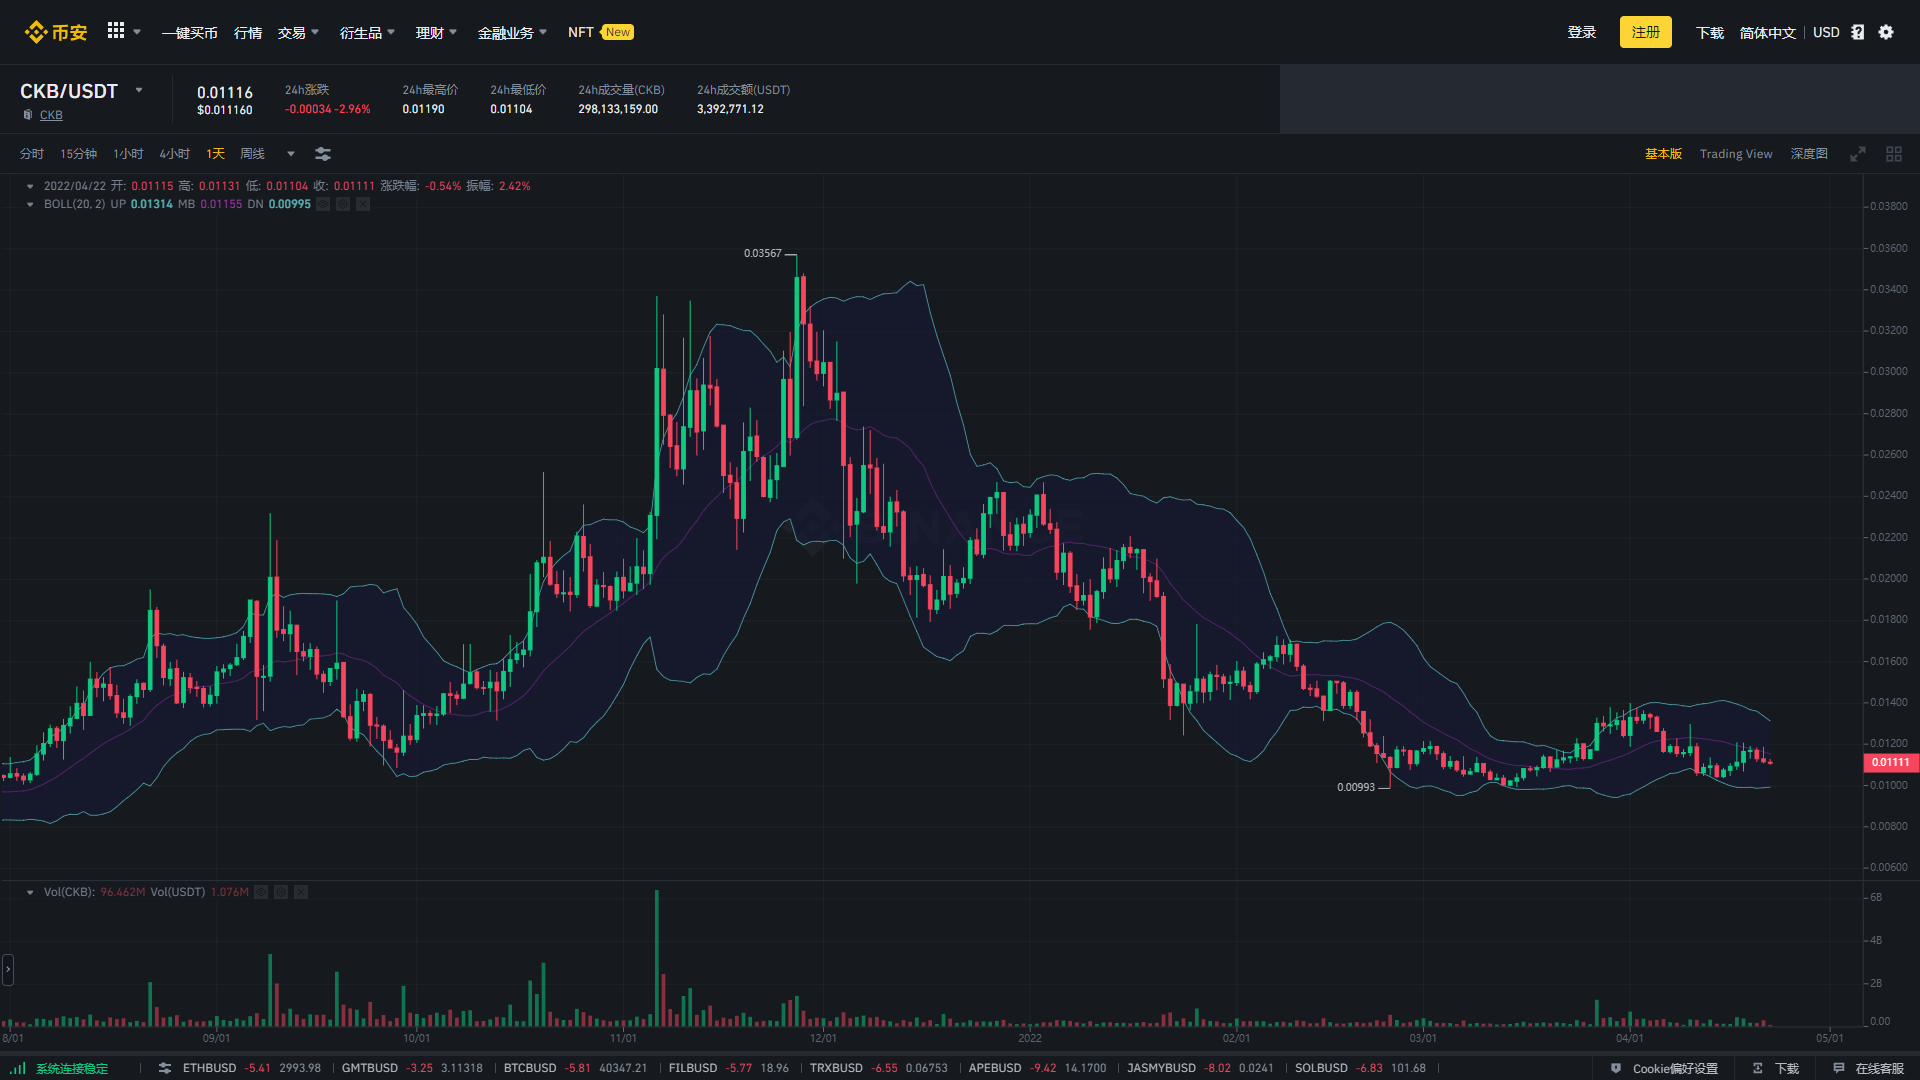 币安 一键买币 行情 交易 衍生品 理财 金融业务 NFT New 登录 注册 下载 简体中文 USD
CKB/USDT
CKB
0.01116
$0.011160
24h涨跌
-0.00034 -2.96%
24h最高价
0.01190
24h最低价
0.01104
24h成交量(CKB)
298,133,159.00
24h成交额(USDT)
3,392,771.12
分时 15分钟 1小时 4小时 1天 周线 基本版 Trading View 深度图
2022/04/22 开: 0.01115 高: 0.01131 低: 0.01104 收: 0.01111 涨跌幅: -0.54% 振幅: 2.42%
BOLL(20, 2) UP 0.01314 MB 0.01155 DN 0.00995
0.03567
0.00993
0.03800
0.03600
0.03400
0.03200
0.03000
0.02800
0.02600
0.02400
0.02200
0.02000
0.01800
0.01600
0.01400
0.01200
0.01111
0.01000
0.00800
0.00600
Vol(CKB): 96.462M Vol(USDT) 1.076M
6B
4B
2B
0.00
8/01 09/01 10/01 11/01 12/01 2022 02/01 03/01 04/01 05/01
系统连接稳定 ETHBUSD -5.41 2993.98 GMTBUSD -3.25 3.11318 BTCBUSD -5.81 40347.21 FILBUSD -5.77 18.96 TRXBUSD -6.55 0.06753 APEBUSD -9.42 14.1700 JASMYBUSD -8.02 0.0241 SOLBUSD -6.83 101.68 Cookie偏好设置 下载 在线客服